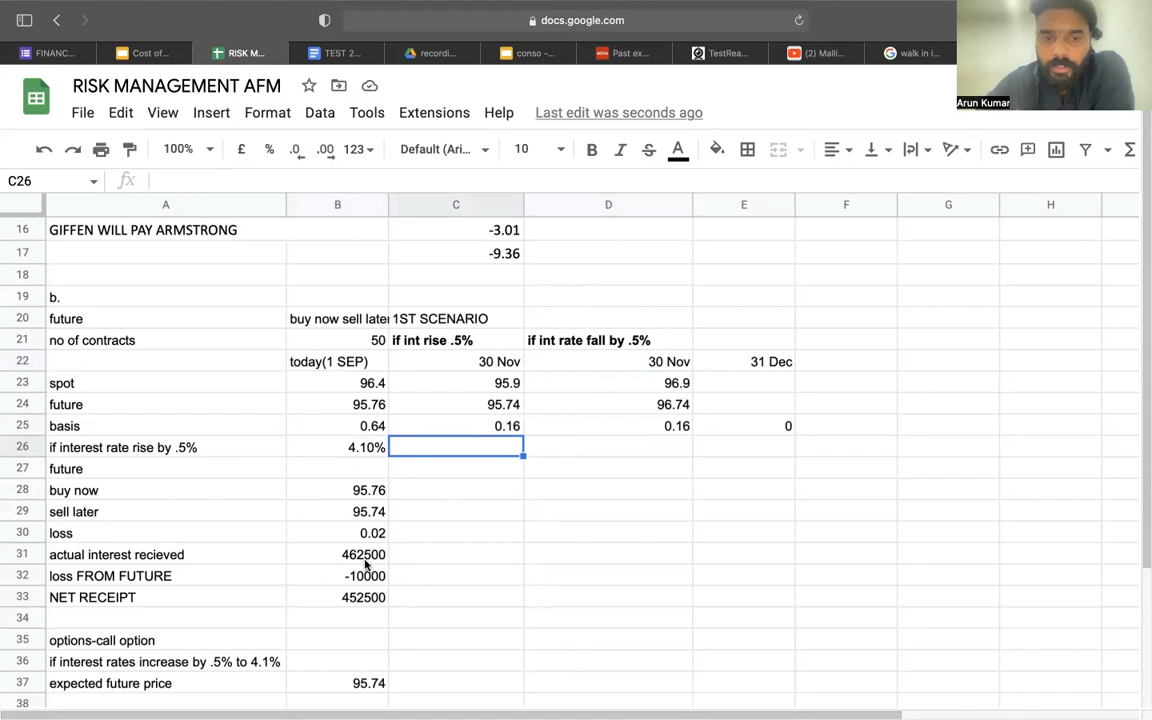 docs.google.com
FINANC...
Cost of...
RISK M...
TEST 2...
recordi...
conso -...
Past ex...
TestRea...
(2) Malli...
walk in i...
Arun Kumar
RISK MANAGEMENT AFM
File Edit View Insert Format Data Tools Extensions Help Last edit was seconds ago
100% £ % .0 .00 123 Default (Ari... 10 B I S A
C26 fx
A B C D E F G H
16 GIFFEN WILL PAY ARMSTRONG -3.01
17 -9.36
18
19 b.
20 future buy now sell later 1ST SCENARIO
21 no of contracts 50 if int rise .5% if int rate fall by .5%
22 today(1 SEP) 30 Nov 30 Nov 31 Dec
23 spot 96.4 95.9 96.9
24 future 95.76 95.74 96.74
25 basis 0.64 0.16 0.16 0
26 if interest rate rise by .5% 4.10%
27 future
28 buy now 95.76
29 sell later 95.74
30 loss 0.02
31 actual interest recieved 462500
32 loss FROM FUTURE -10000
33 NET RECEIPT 452500
34
35 options-call option
36 if interest rates increase by .5% to 4.1%
37 expected future price 95.74
38